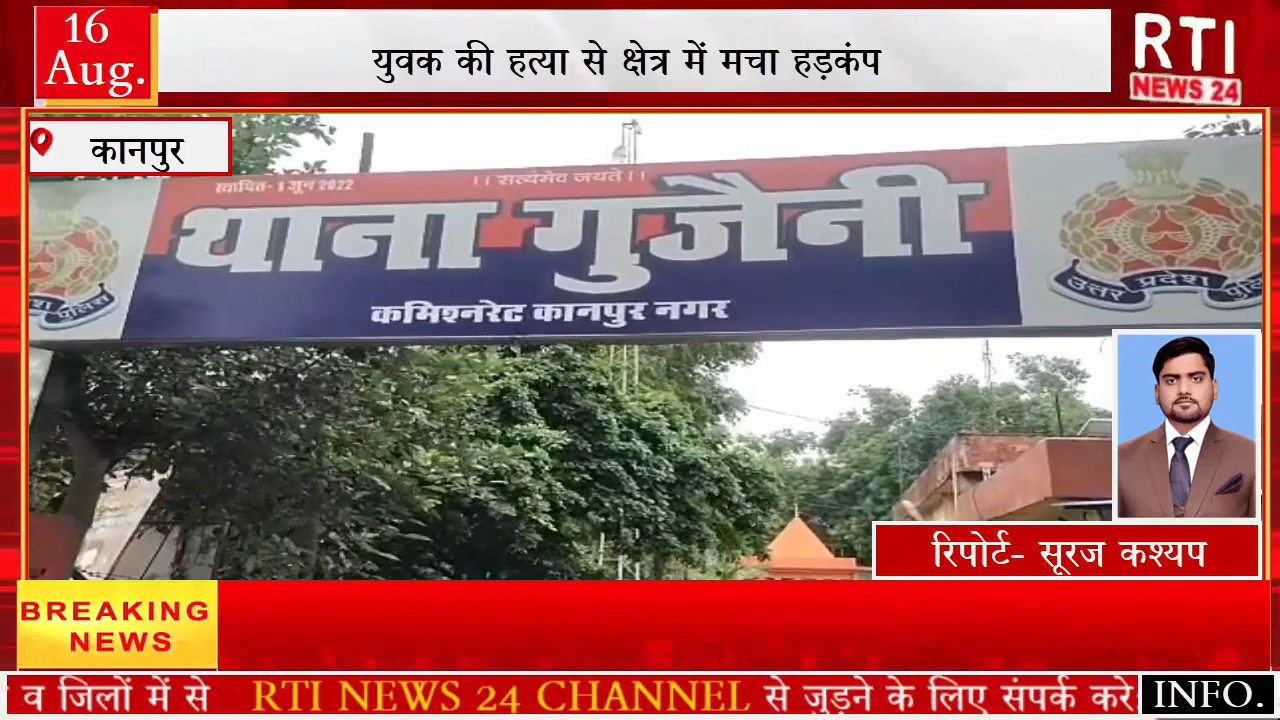 16
Aug.
युवक की हत्या से क्षेत्र में मचा हड़कंप
RTI
NEWS 24
कानपुर
स्थापित- 1 जून 2022
।। सत्यमेव जयते ।।
थाना गुजैनी
कमिश्नरेट कानपुर नगर
पुलिस
उत्तर प्रदेश
रिपोर्ट- सूरज कश्यप
BREAKING
NEWS
व जिलों में से RTI NEWS 24 CHANNEL से जुड़ने के लिए संपर्क करे
INFO.